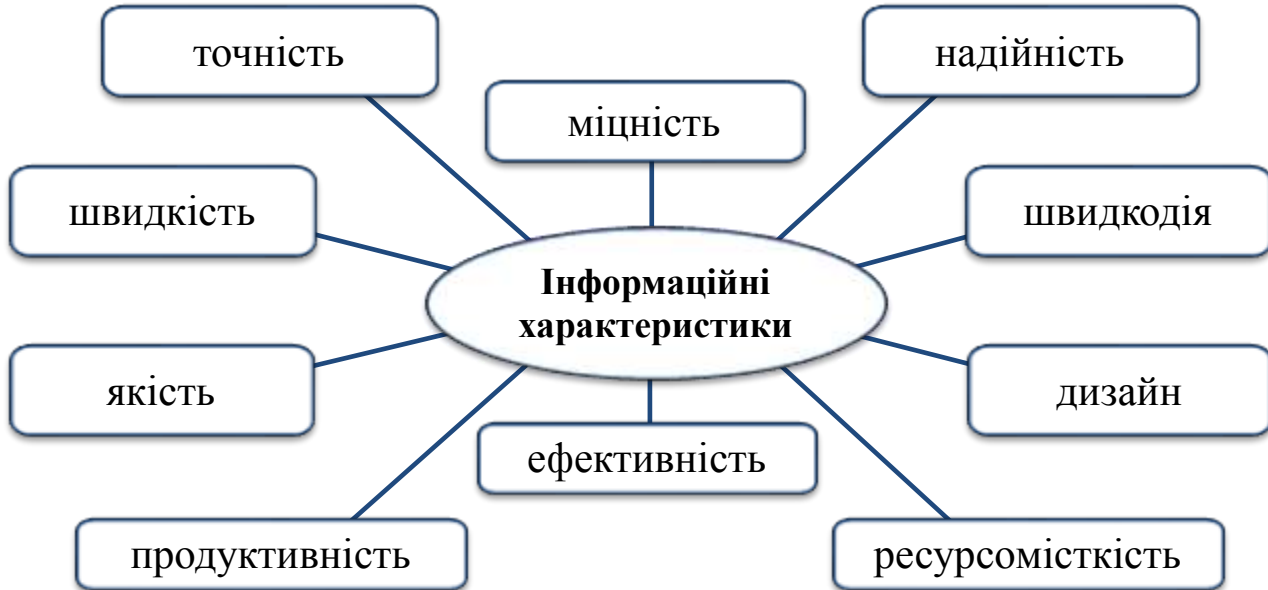 точність
надійність
міцність
швидкість
швидкодія
Інформаційні
характеристики
якість
дизайн
ефективність
продуктивність
ресурсомісткість